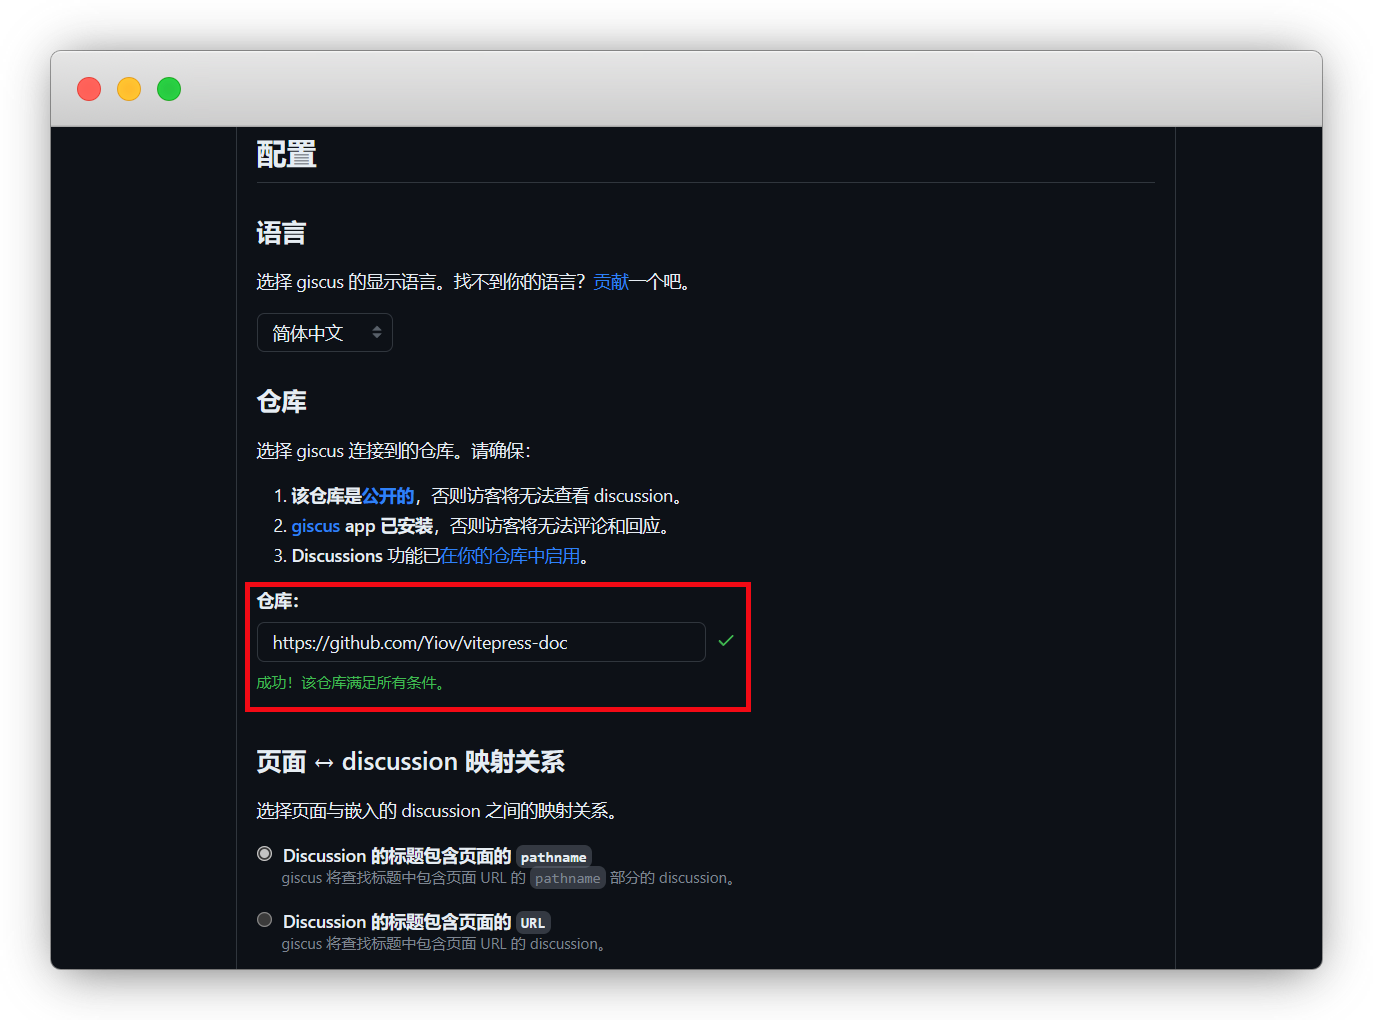 配置
语言
选择 giscus 的显示语言。找不到你的语言？贡献一个吧。
简体中文
仓库
选择 giscus 连接到的仓库。请确保：
1. 该仓库是公开的，否则访客将无法查看 discussion。
2. giscus app 已安装，否则访客将无法评论和回应。
3. Discussions 功能已在你的仓库中启用。
仓库：
https://github.com/Yiov/vitepress-doc
成功！该仓库满足所有条件。
页面 ↔ discussion 映射关系
选择页面与嵌入的 discussion 之间的映射关系。
Discussion 的标题包含页面的 pathname
giscus 将查找标题中包含页面 URL 的 pathname 部分的 discussion。
Discussion 的标题包含页面的 URL
giscus 将查找标题中包含页面 URL 的 discussion。